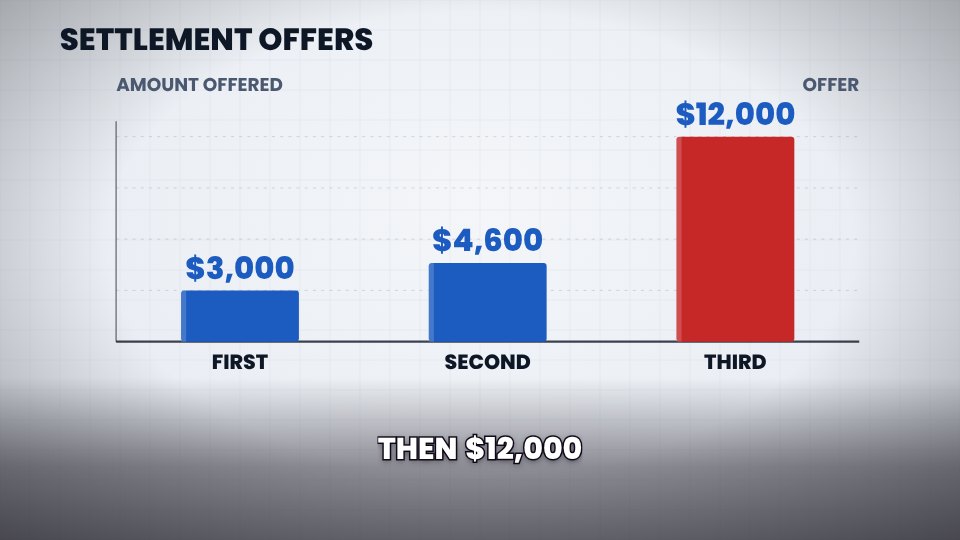 SETTLEMENT OFFERS
AMOUNT OFFERED
OFFER
$12,000
$4,600
$3,000
FIRST
SECOND
THIRD
THEN $12,000